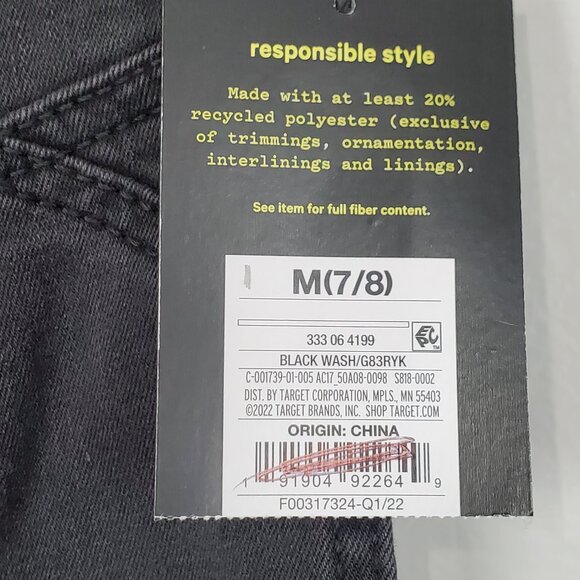 responsible style
Made with at least 20%
recycled polyester (exclusive
of trimmings, ornamentation,
interlinings and linings).
See item for full fiber content.
M(7/8)
333 06 4199
EPC™
BLACK WASH/G83RYK
C-001739-01-005 AC17_50A08-0098 S818-0002
DIST. BY TARGET CORPORATION, MPLS., MN 55403
©2022 TARGET BRANDS, INC. SHOP TARGET.COM
ORIGIN: CHINA
1 91904 92264 9
F00317324-Q1/22